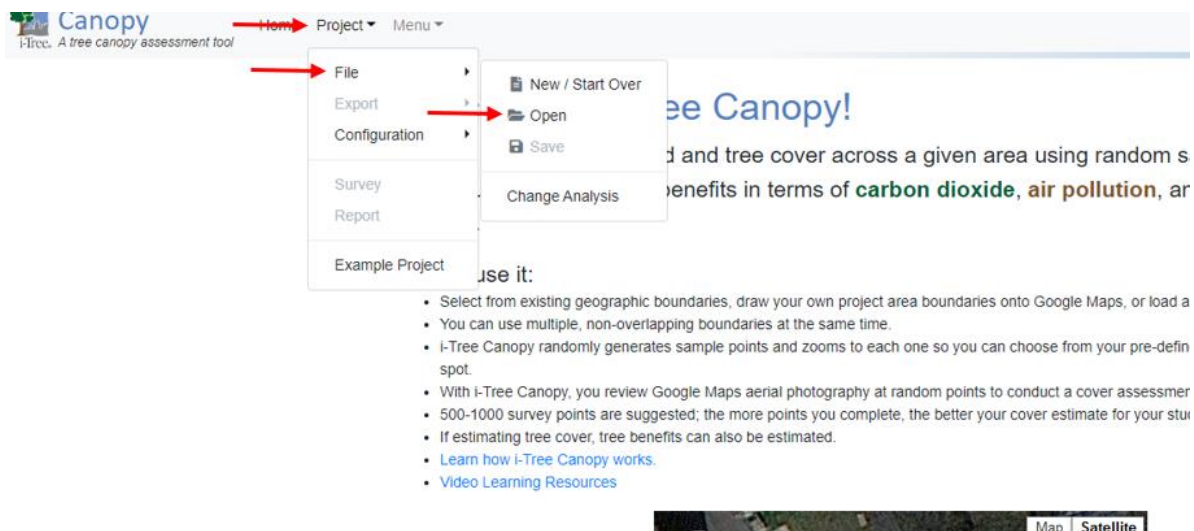 Canopy
i-Tree. A tree canopy assessment tool
Project Menu
File
Export
Configuration
Survey
Report
Example Project
New / Start Over
Open
Save
Change Analysis
ee Canopy!
d and tree cover across a given area using random s
benefits in terms of carbon dioxide, air pollution, an
use it:
Select from existing geographic boundaries, draw your own project area boundaries onto Google Maps, or load a
You can use multiple, non-overlapping boundaries at the same time.
i-Tree Canopy randomly generates sample points and zooms to each one so you can choose from your pre-define
spot.
With i-Tree Canopy, you review Google Maps aerial photography at random points to conduct a cover assessmen
500-1000 survey points are suggested; the more points you complete, the better your cover estimate for your stu
If estimating tree cover, tree benefits can also be estimated.
Learn how i-Tree Canopy works.
Video Learning Resources
Map Satellite